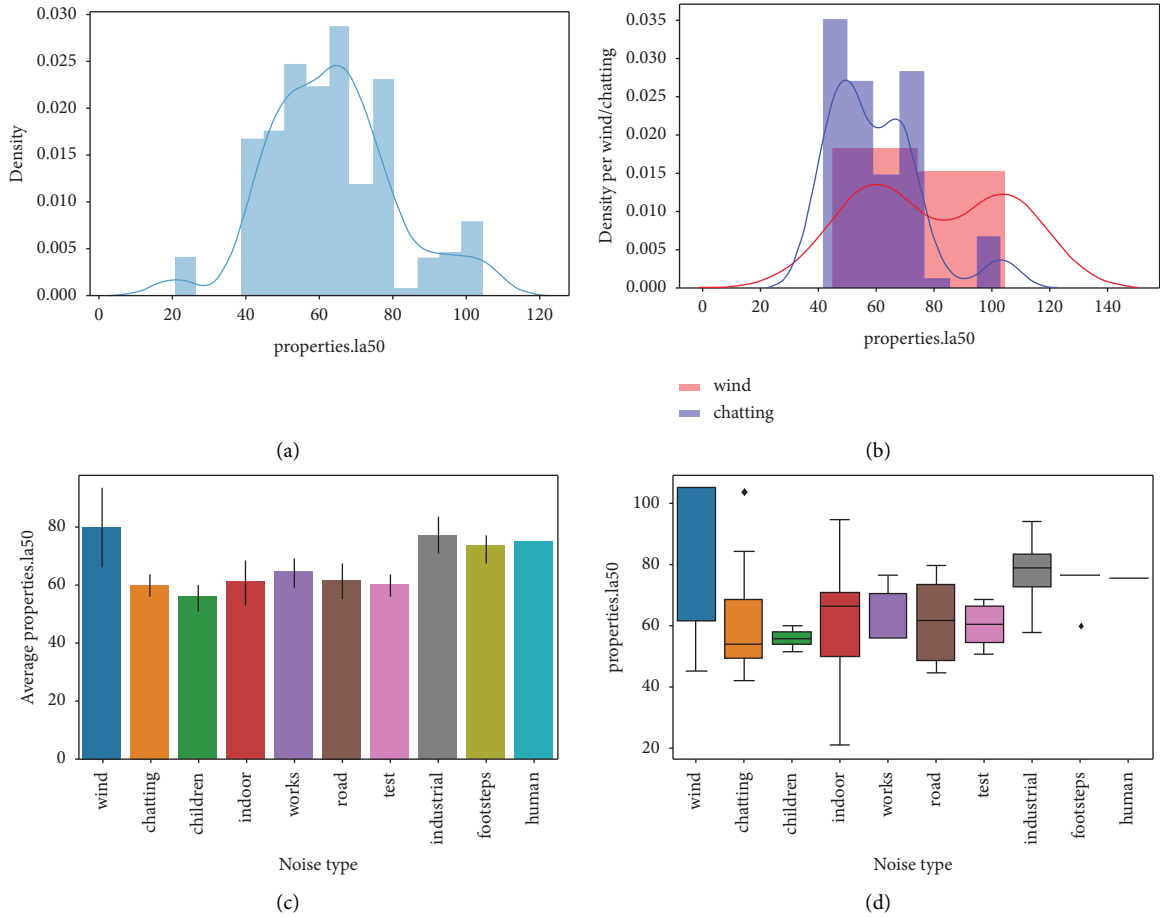 0.030
0.025
0.020
0.015
0.010
0.005
0.000
Density
0 20 40 60 80 100 120
properties.la50
(a)
0.035
0.030
0.025
0.020
0.015
0.010
0.005
0.000
Density per wind/chatting
0 20 40 60 80 100 120 140
properties.la50
wind
chatting
(b)
80
60
40
20
0
Average properties.la50
wind chatting children indoor works road test industrial footsteps human
Noise type
(c)
100
80
60
40
20
properties.la50
wind chatting children indoor works road test industrial footsteps human
Noise type
(d)